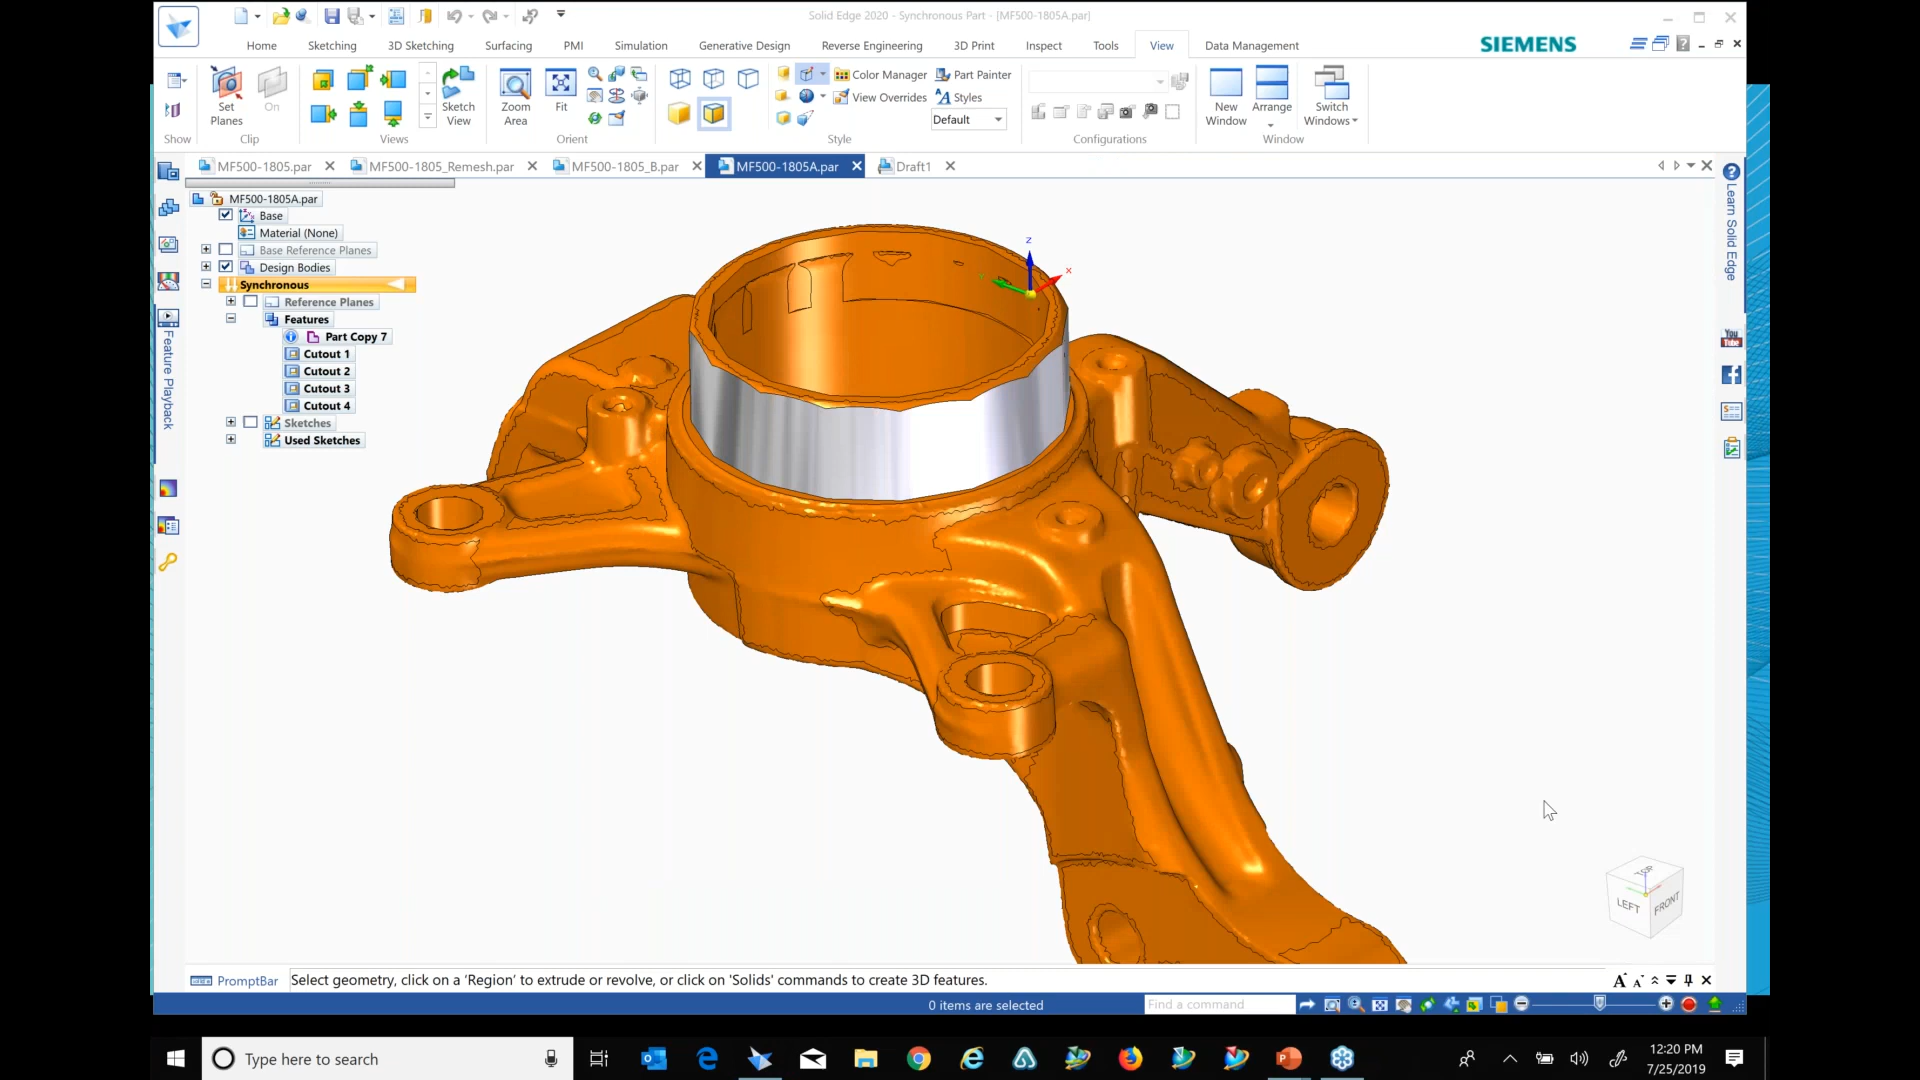 Solid Edge 2020 - Synchronous Part - [MF500-1805A.par]
Home Sketching 3D Sketching Surfacing PMI Simulation Generative Design Reverse Engineering 3D Print Inspect Tools View Data Management
SIEMENS
Set Planes
On
Sketch View
Zoom Area
Fit
Color Manager
Part Painter
View Overrides
Styles
Default
New Window
Arrange
Switch Windows
Show
Clip
Views
Orient
Style
Configurations
Window
MF500-1805.par
MF500-1805_Remesh.par
MF500-1805_B.par
MF500-1805A.par
Draft1
MF500-1805A.par
Base
Material (None)
Base Reference Planes
Design Bodies
Synchronous
Reference Planes
Features
Part Copy 7
Cutout 1
Cutout 2
Cutout 3
Cutout 4
Sketches
Used Sketches
Feature Playback
Learn Solid Edge
You Tube
z
x
TOP
LEFT
FRONT
PromptBar
Select geometry, click on a 'Region' to extrude or revolve, or click on 'Solids' commands to create 3D features.
0 items are selected
Find a command
Type here to search
12:20 PM
7/25/2019